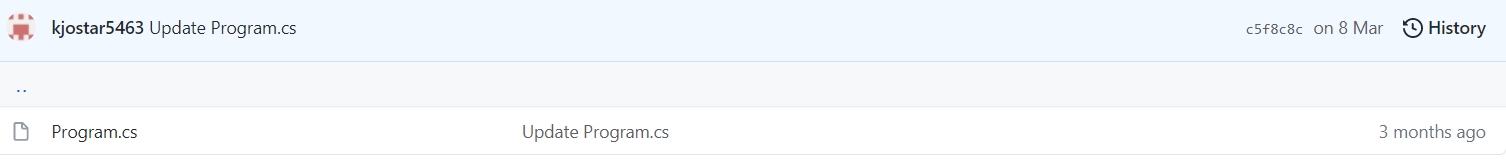 kjostar5463 Update Program.cs c5f8c8c on 8 Mar History
..
Program.cs Update Program.cs 3 months ago